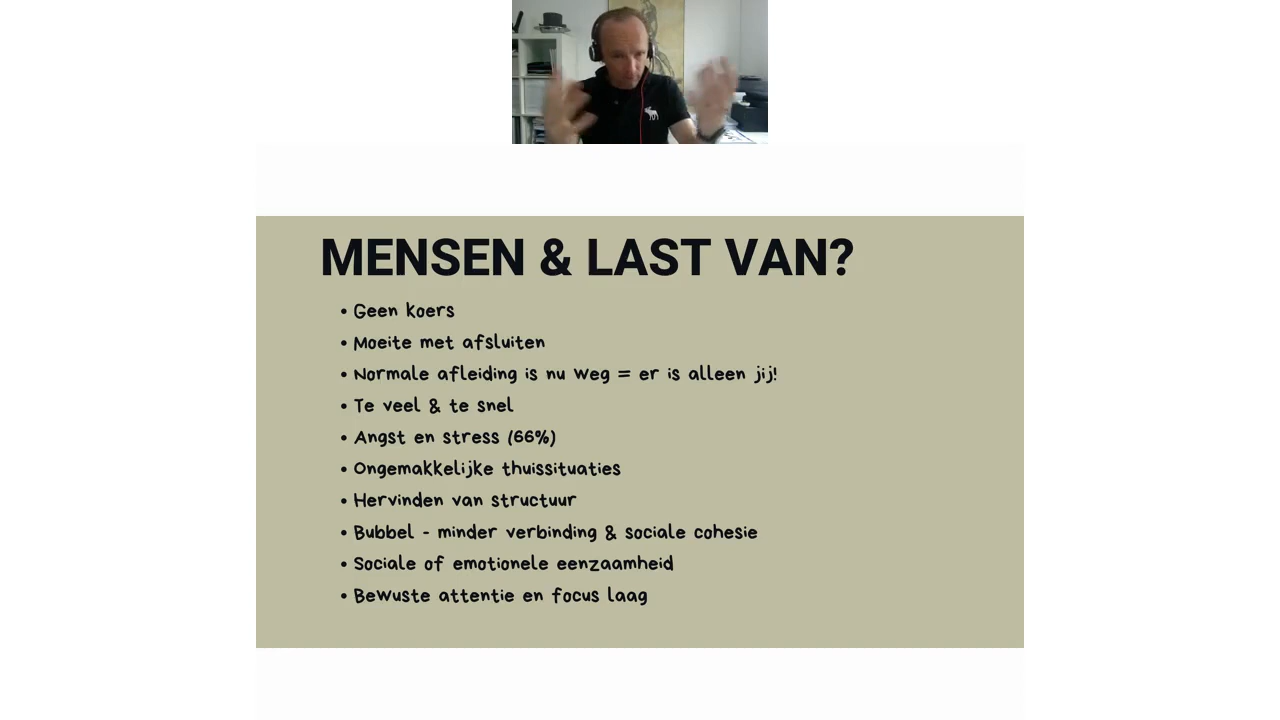 MENSEN & LAST VAN?
• Geen koers
• Moeite met afsluiten
• Normale afleiding is nu weg = er is alleen jij!
• Te veel & te snel
• Angst en stress (66%)
• Ongemakkelijke thuissituaties
• Hervinden van structuur
• Bubbel - minder verbinding & sociale cohesie
• Sociale of emotionele eenzaamheid
• Bewuste attentie en focus laag